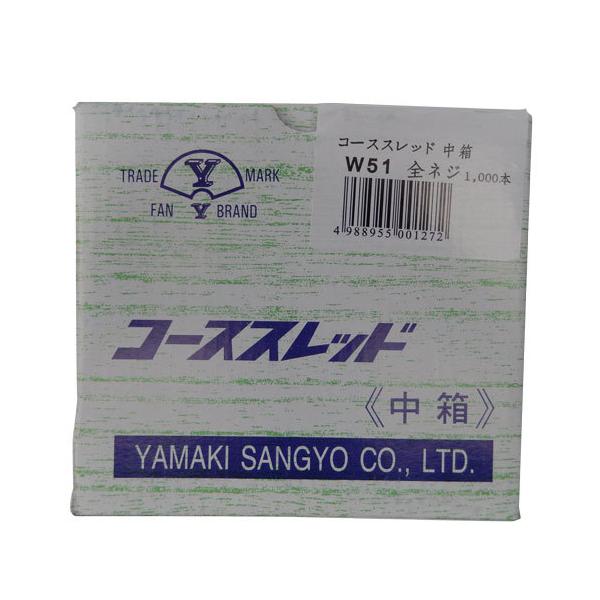 コーススレッド 中箱
W51 全ネジ 1,000本
4 988955 001272
TRADE Y MARK
FAN Y BRAND
コーススレッド
《中箱》
YAMAKI SANGYO CO., LTD.